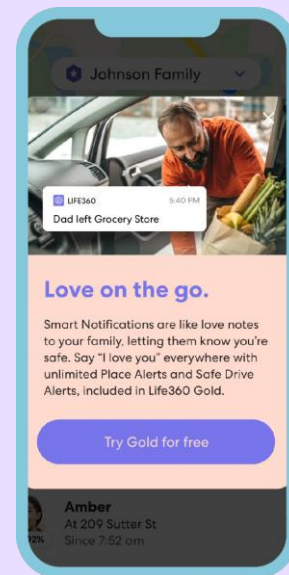 Johnson Family
LIFE360 5:40 PM
Dad left Grocery Store
Love on the go.
Smart Notifications are like love notes
to your family, letting them know you're
safe. Say "I love you" everywhere with
unlimited Place Alerts and Safe Drive
Alerts, included in Life360 Gold.
Try Gold for free
Amber
At 209 Sutter St
92% Since 7:52 am